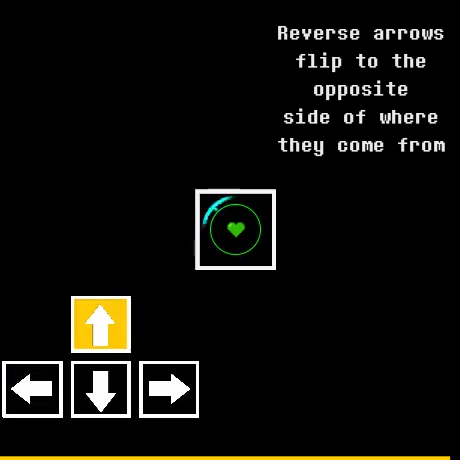 Reverse arrows
flip to the
opposite
side of where
they come from